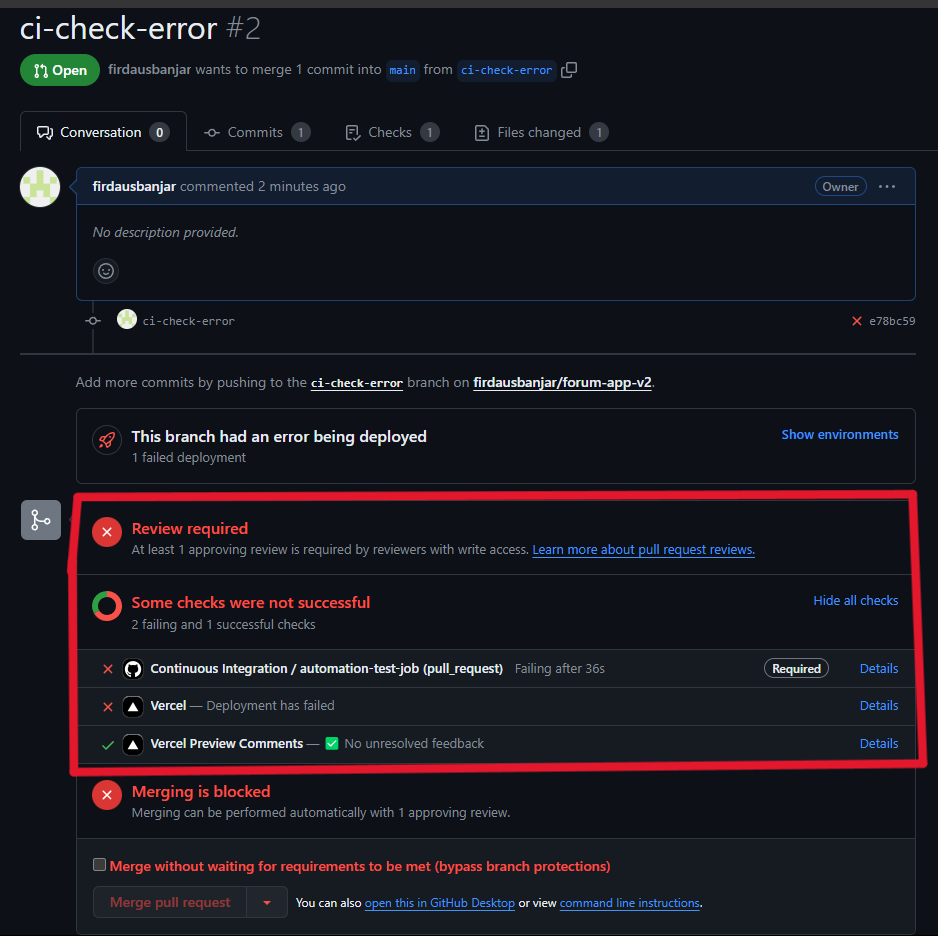 ci-check-error #2
Open firdausbanjar wants to merge 1 commit into main from ci-check-error
Conversation 0 Commits 1 Checks 1 Files changed 1
firdausbanjar commented 2 minutes ago Owner
No description provided.
ci-check-error e78bc59
Add more commits by pushing to the ci-check-error branch on firdausbanjar/forum-app-v2.
This branch had an error being deployed Show environments
1 failed deployment
Review required
At least 1 approving review is required by reviewers with write access. Learn more about pull request reviews.
Some checks were not successful Hide all checks
2 failing and 1 successful checks
Continuous Integration / automation-test-job (pull_request) Failing after 36s Required Details
Vercel — Deployment has failed Details
Vercel Preview Comments — ✅ No unresolved feedback Details
Merging is blocked
Merging can be performed automatically with 1 approving review.
Merge without waiting for requirements to be met (bypass branch protections)
Merge pull request You can also open this in GitHub Desktop or view command line instructions.